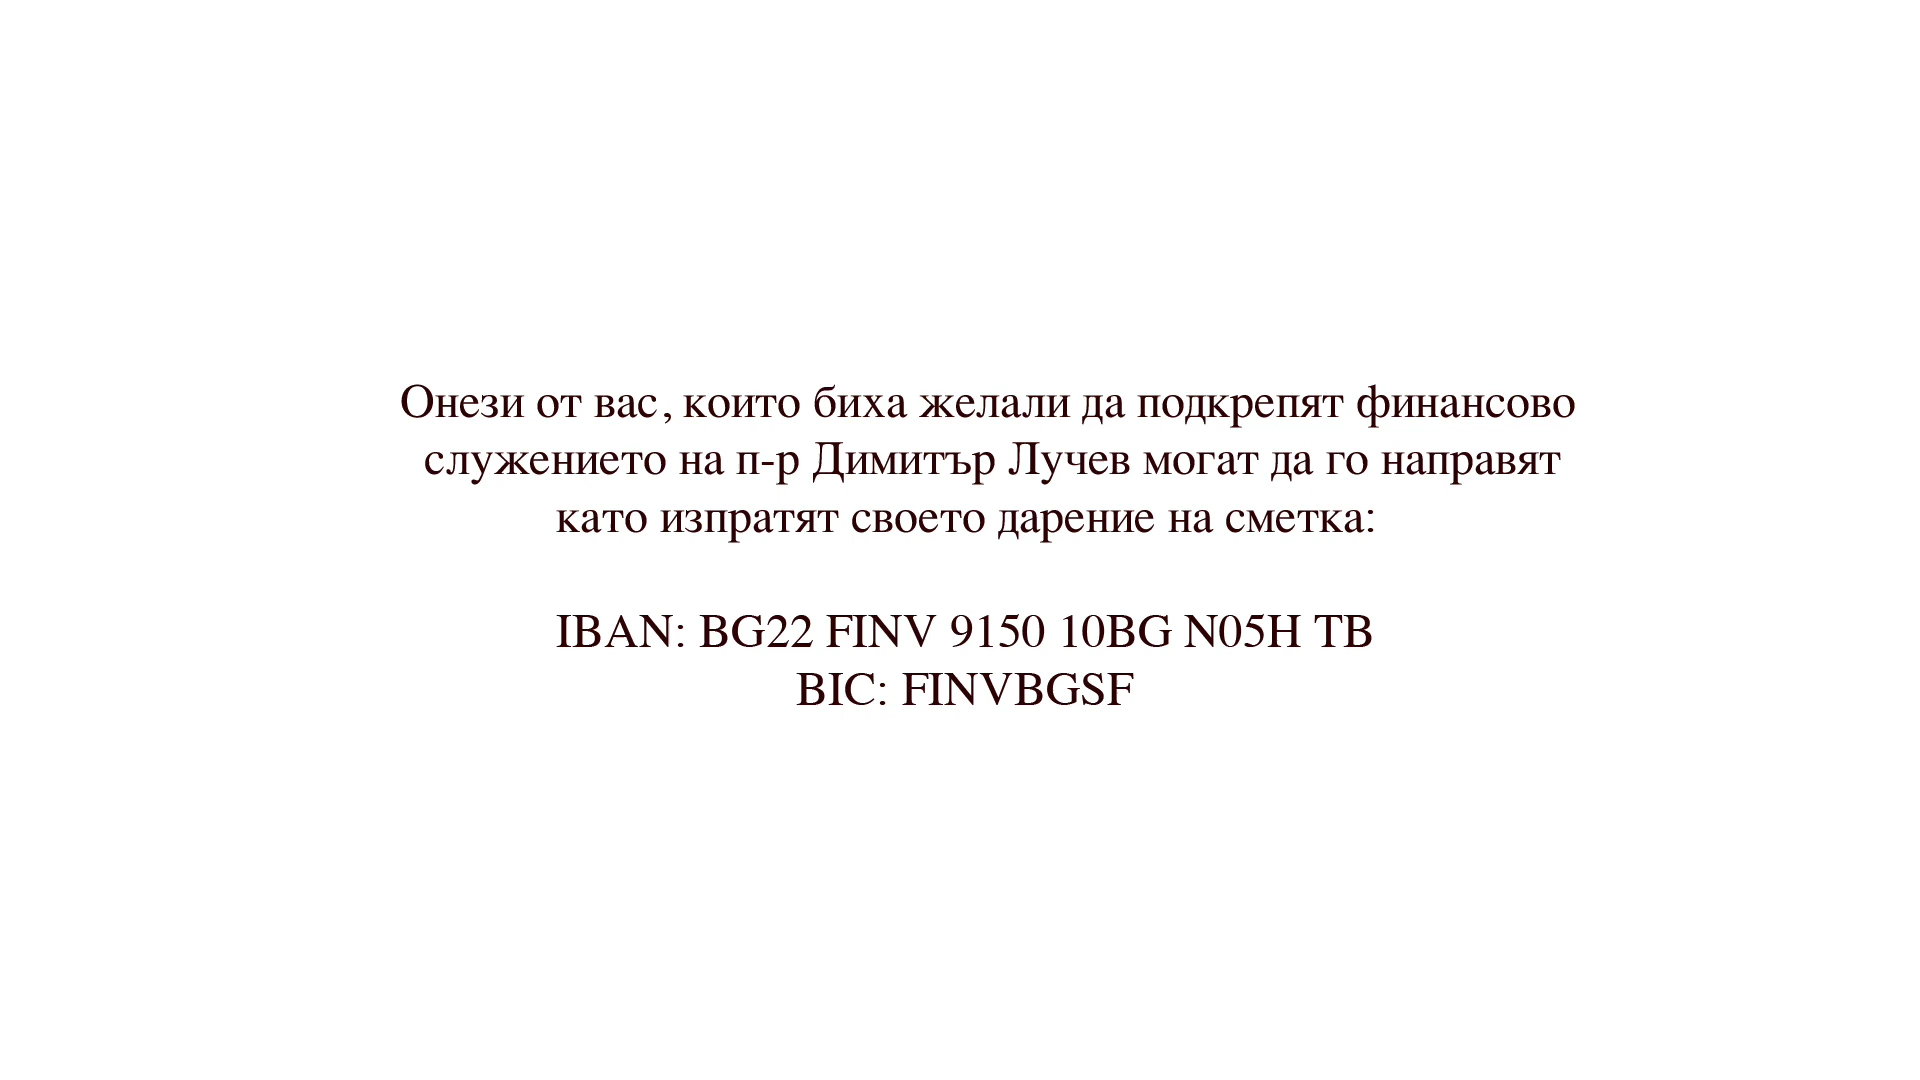 Онези от вас, които биха желали да подкрепят финансово
служението на п-р Димитър Лучев могат да го направят
като изпратят своето дарение на сметка:
IBAN: BG22 FINV 9150 10BG N05H TB
BIC: FINVBGSF